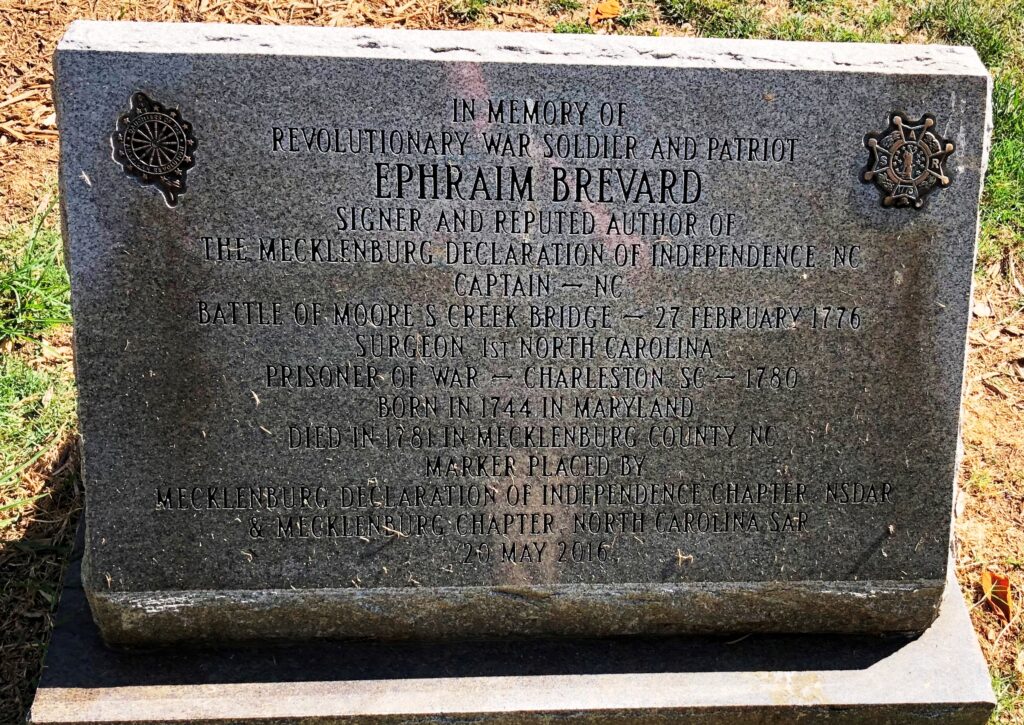 IN MEMORY OF
REVOLUTIONARY WAR SOLDIER AND PATRIOT
EPHRAIM BREVARD
SIGNER AND REPUTED AUTHOR OF
THE MECKLENBURG DECLARATION OF INDEPENDENCE, NC
CAPTAIN — NC
BATTLE OF MOORE'S CREEK BRIDGE — 27 FEBRUARY 1776
SURGEON, 1ST NORTH CAROLINA
PRISONER OF WAR — CHARLESTON, SC — 1780
BORN IN 1744 IN MARYLAND
DIED IN 1781 IN MECKLENBURG COUNTY, NC
MARKER PLACED BY
MECKLENBURG DECLARATION OF INDEPENDENCE CHAPTER, NSDAR
& MECKLENBURG CHAPTER, NORTH CAROLINA SAR
20 MAY 2016
S R